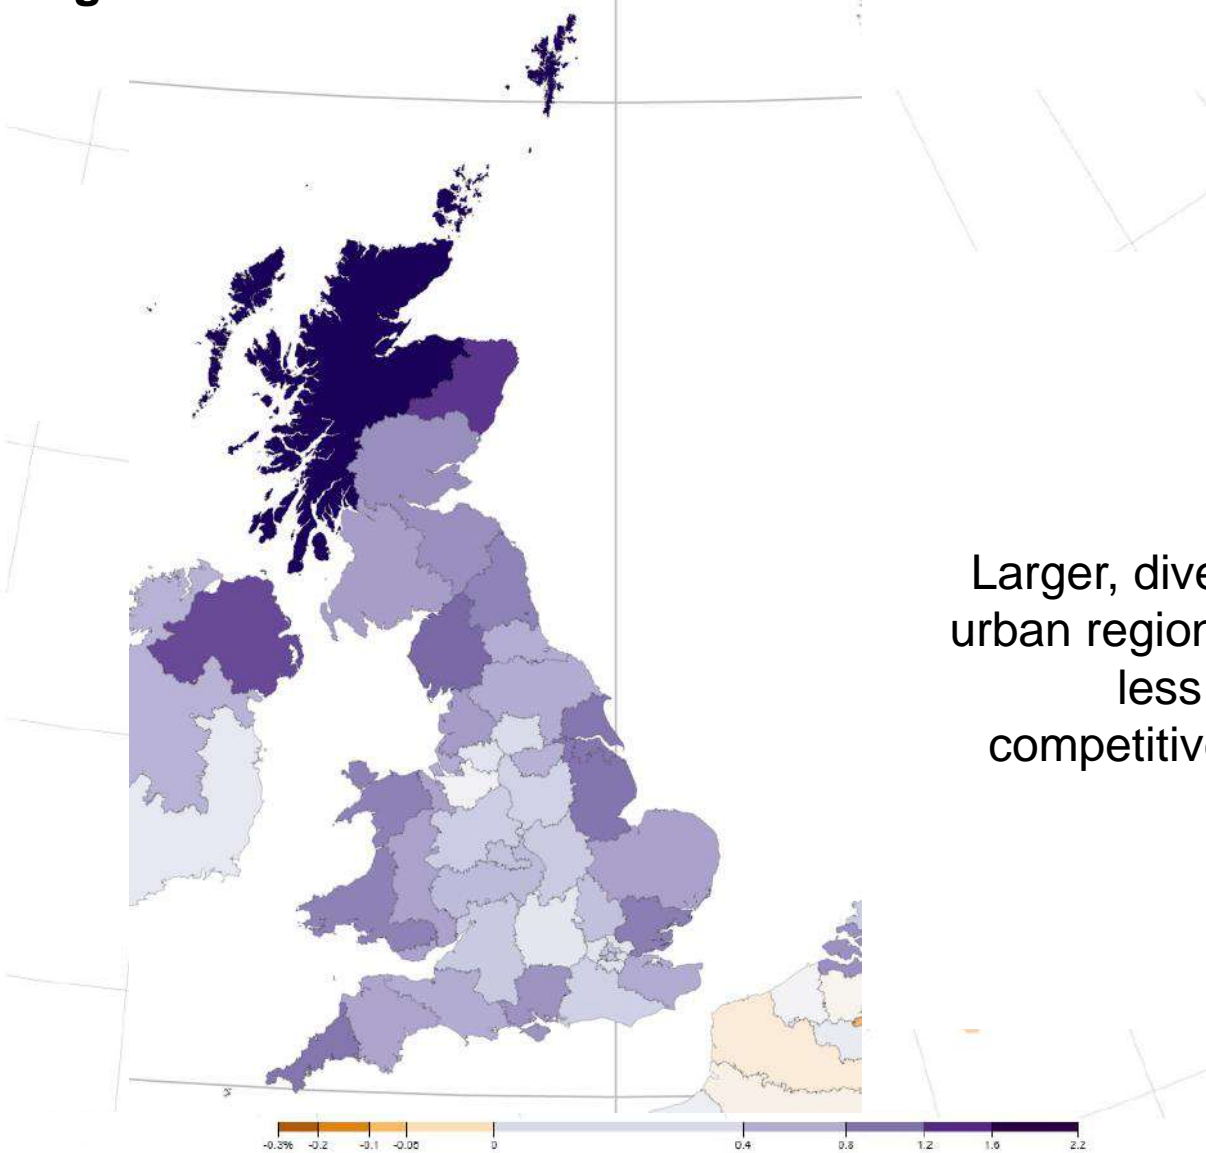 g
Larger, dive
urban region
less
competitive
-0.3% -0.2 -0.1 -0.05 0 0.4 0.8 1.2 1.6 2.2